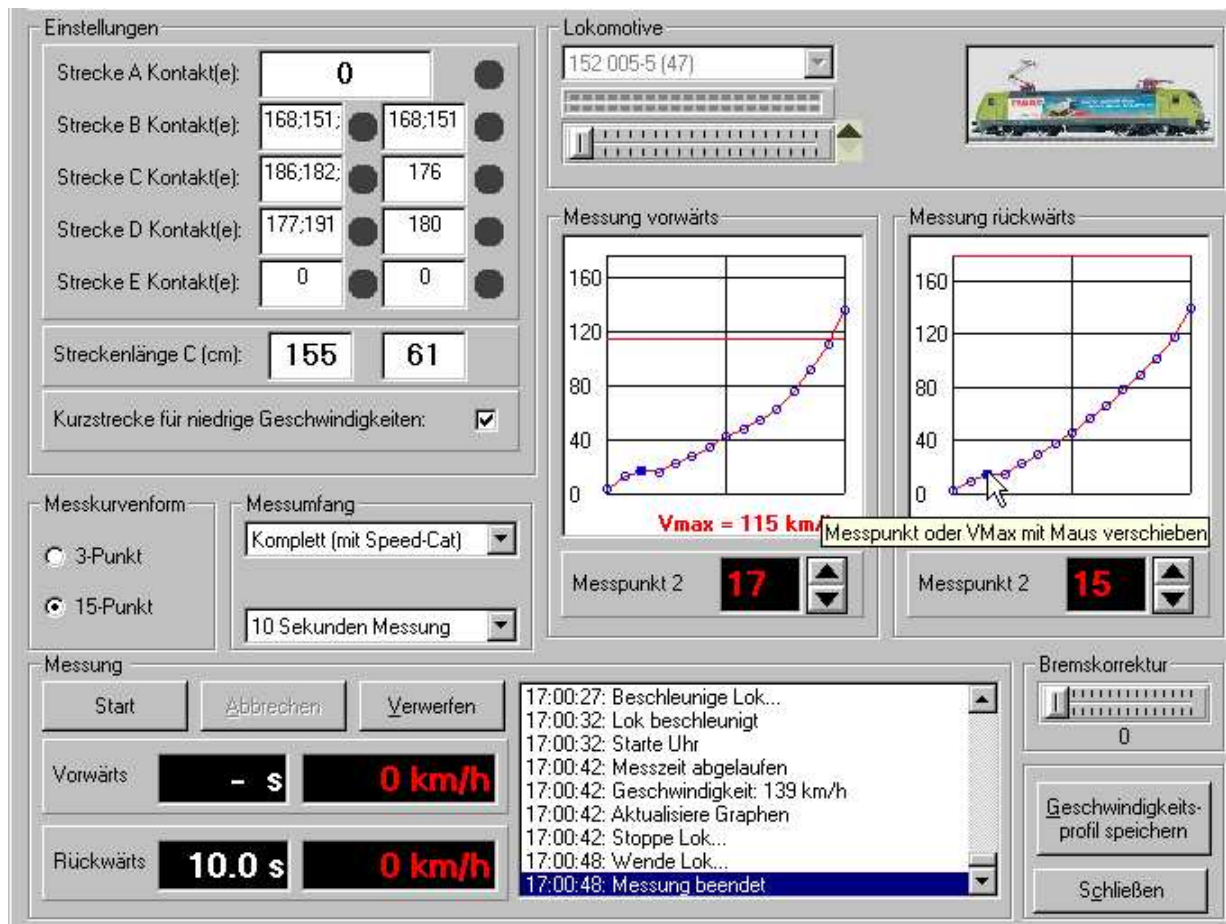 Einstellungen
Strecke A Kontakt(e): 0
Strecke B Kontakt(e): 168;151; 168;151
Strecke C Kontakt(e): 186;182; 176
Strecke D Kontakt(e): 177;191 180
Strecke E Kontakt(e): 0 0
Streckenlänge C (cm): 155 61
Kurzstrecke für niedrige Geschwindigkeiten:
Lokomotive
152 005-5 (47)
Messung vorwärts
160
120
80
40
0
Vmax = 115 km/
Messpunkt 2 17
Messung rückwärts
160
120
80
40
0
Messpunkt oder VMax mit Maus verschieben
Messpunkt 2 15
Messkurvenform
3-Punkt
15-Punkt
Messumfang
Komplett (mit Speed-Cat)
10 Sekunden Messung
Messung
Start Abbrechen Verwerfen
Vorwärts - s 0 km/h
Rückwärts 10.0 s 0 km/h
17:00:27: Beschleunige Lok...
17:00:32: Lok beschleunigt
17:00:32: Starte Uhr
17:00:42: Messzeit abgelaufen
17:00:42: Geschwindigkeit: 139 km/h
17:00:42: Aktualisiere Graphen
17:00:42: Stoppe Lok...
17:00:48: Wende Lok...
17:00:48: Messung beendet
Bremskorrektur
0
Geschwindigkeits-
profil speichern
Schließen